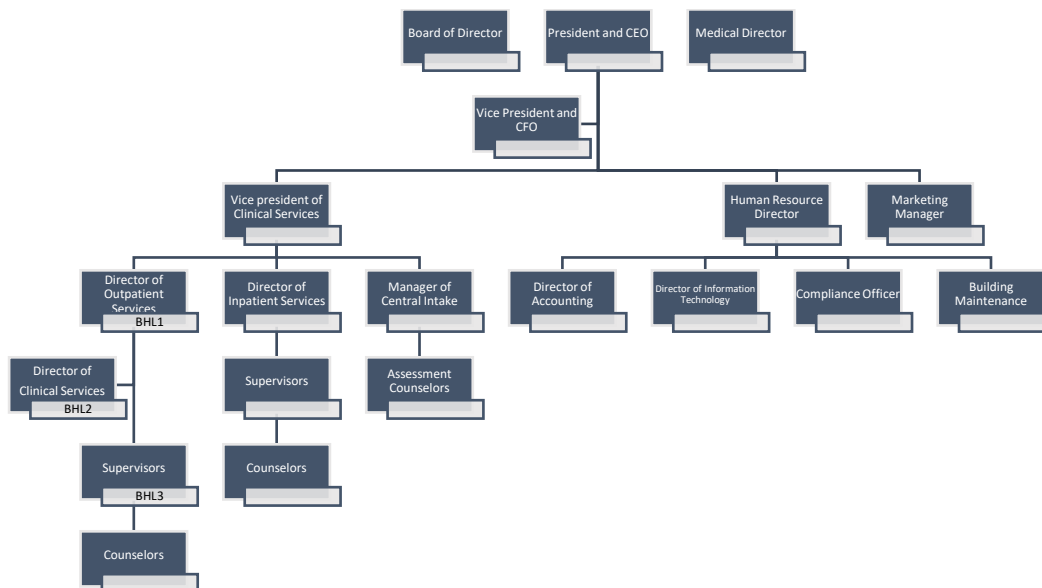 Board of Director
President and CEO
Medical Director
Vice President and
CFO
Vice president of
Clinical Services
Human Resource
Director
Marketing
Manager
Director of
Outpatient
Services
BHL1
Director of
Inpatient Services
Manager of
Central Intake
Director of
Accounting
Director of Information
Technology
Compliance Officer
Building
Maintenance
Director of
Clinical Services
BHL2
Supervisors
Assessment
Counselors
Supervisors
BHL3
Counselors
Counselors